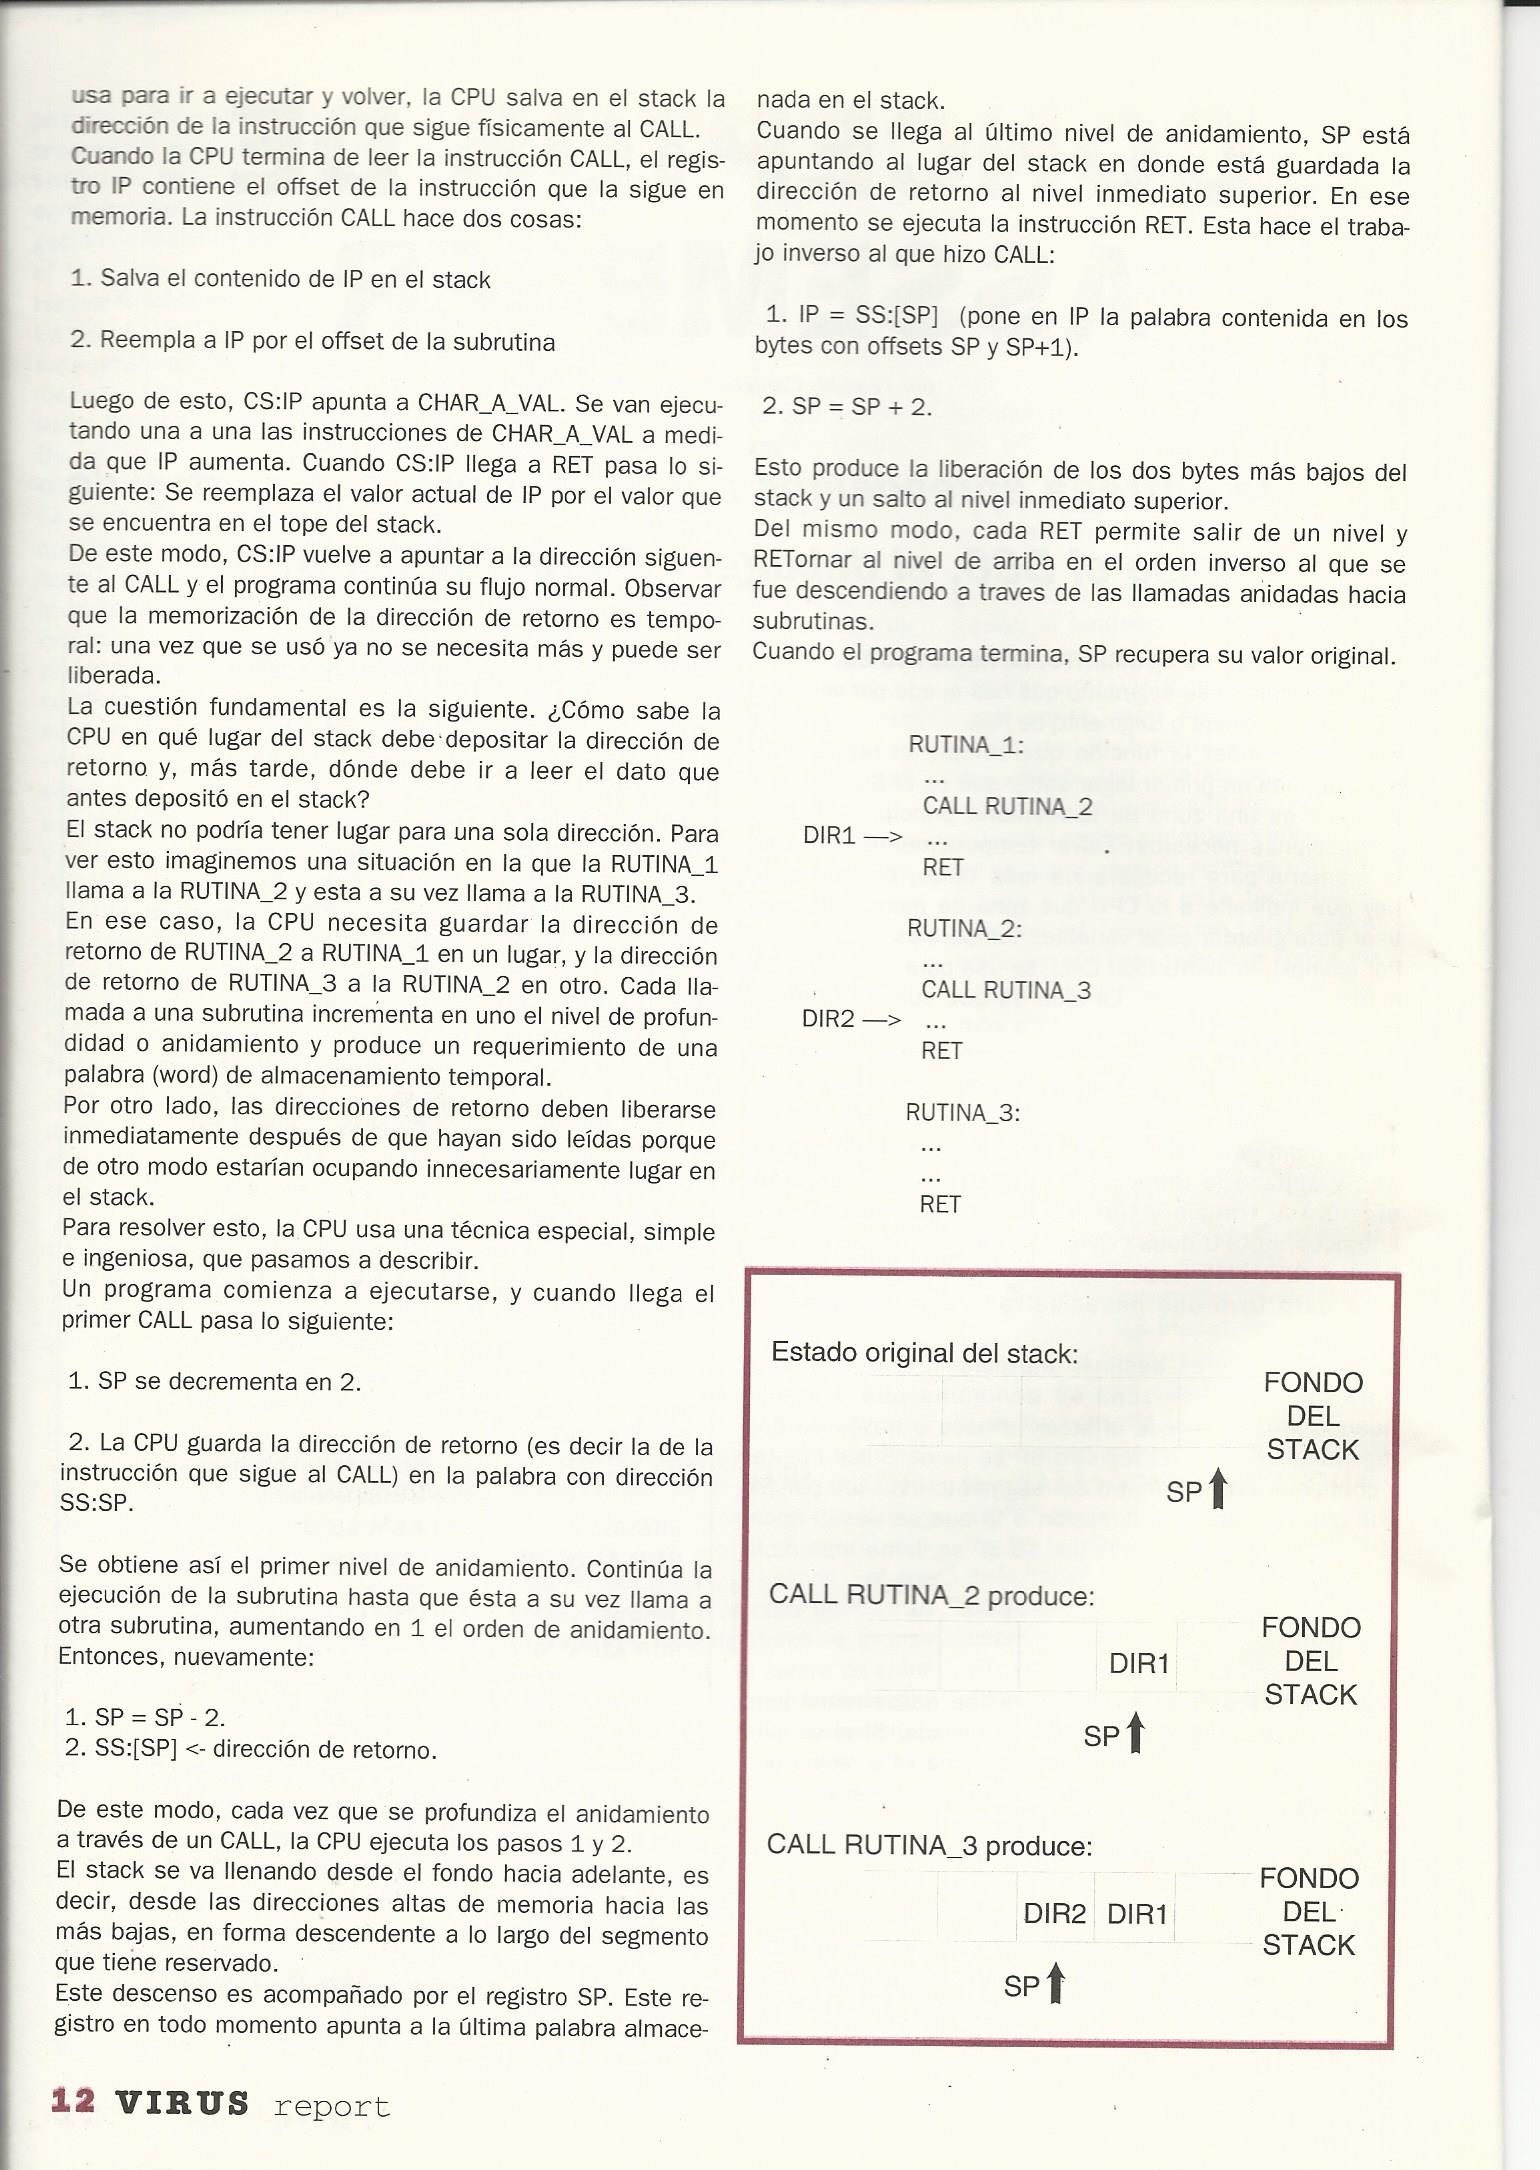 usa para ir a ejecutar y volver, la CPU salva en el stack la
dirección de la instrucción que sigue físicamente al CALL.
Cuando la CPU termina de leer la instrucción CALL, el regis-
tro IP contiene el offset de la instrucción que la sigue en
memoria. La instrucción CALL hace dos cosas:
1. Salva el contenido de IP en el stack
2. Reempla a IP por el offset de la subrutina
Luego de esto, CS:IP apunta a CHAR_A_VAL. Se van ejecu-
tando una a una las instrucciones de CHAR_A_VAL a medi-
da que IP aumenta. Cuando CS:IP llega a RET pasa lo si-
guiente: Se reemplaza el valor actual de IP por el valor que
se encuentra en el tope del stack.
De este modo, CS:IP vuelve a apuntar a la dirección siguen-
te al CALL y el programa continúa su flujo normal. Observar
que la memorización de la dirección de retorno es tempo-
ral: una vez que se usó ya no se necesita más y puede ser
liberada.
La cuestión fundamental es la siguiente. ¿Cómo sabe la
CPU en qué lugar del stack debe depositar la dirección de
retorno y, más tarde, dónde debe ir a leer el dato que
antes depositó en el stack?
El stack no podría tener lugar para una sola dirección. Para
ver esto imaginemos una situación en la que la RUTINA_1
llama a la RUTINA_2 y esta a su vez llama a la RUTINA_3.
En ese caso, la CPU necesita guardar la dirección de
retorno de RUTINA_2 a RUTINA_1 en un lugar, y la dirección
de retorno de RUTINA_3 a la RUTINA_2 en otro. Cada lla-
mada a una subrutina incrementa en uno el nivel de profun-
didad o anidamiento y produce un requerimiento de una
palabra (word) de almacenamiento temporal.
Por otro lado, las direcciones de retorno deben liberarse
inmediatamente después de que hayan sido leídas porque
de otro modo estarían ocupando innecesariamente lugar en
el stack.
Para resolver esto, la CPU usa una técnica especial, simple
e ingeniosa, que pasamos a describir.
Un programa comienza a ejecutarse, y cuando llega el
primer CALL pasa lo siguiente:
1. SP se decrementa en 2.
2. La CPU guarda la dirección de retorno (es decir la de la
instrucción que sigue al CALL) en la palabra con dirección
SS:SP.
Se obtiene así el primer nivel de anidamiento. Continúa la
ejecución de la subrutina hasta que ésta a su vez llama a
otra subrutina, aumentando en 1 el orden de anidamiento.
Entonces, nuevamente:
1. SP = SP - 2.
2. SS:[SP] <- dirección de retorno.
De este modo, cada vez que se profundiza el anidamiento
a través de un CALL, la CPU ejecuta los pasos 1 y 2.
El stack se va llenando desde el fondo hacia adelante, es
decir, desde las direcciones altas de memoria hacia las
más bajas, en forma descendente a lo largo del segmento
que tiene reservado.
Este descenso es acompañado por el registro SP. Este re-
gistro en todo momento apunta a la última palabra almace-
nada en el stack.
Cuando se llega al último nivel de anidamiento, SP está
apuntando al lugar del stack en donde está guardada la
dirección de retorno al nivel inmediato superior. En ese
momento se ejecuta la instrucción RET. Esta hace el traba-
jo inverso al que hizo CALL:
1. IP = SS:[SP] (pone en IP la palabra contenida en los
bytes con offsets SP y SP+1).
2. SP = SP + 2.
Esto produce la liberación de los dos bytes más bajos del
stack y un salto al nivel inmediato superior.
Del mismo modo, cada RET permite salir de un nivel y
RETornar al nivel de arriba en el orden inverso al que se
fue descendiendo a traves de las llamadas anidadas hacia
subrutinas.
Cuando el programa termina, SP recupera su valor original.
RUTINA_1:
...
CALL RUTINA_2
DIR1 —> ...
RET
RUTINA_2:
...
CALL RUTINA_3
DIR2 —> ...
RET
RUTINA_3:
...
...
RET
Estado original del stack:
FONDO
DEL
STACK
SP
CALL RUTINA_2 produce:
FONDO
DIR1 DEL
STACK
SP
CALL RUTINA_3 produce:
FONDO
DIR2 DIR1 DEL
STACK
SP
12 VIRUS report